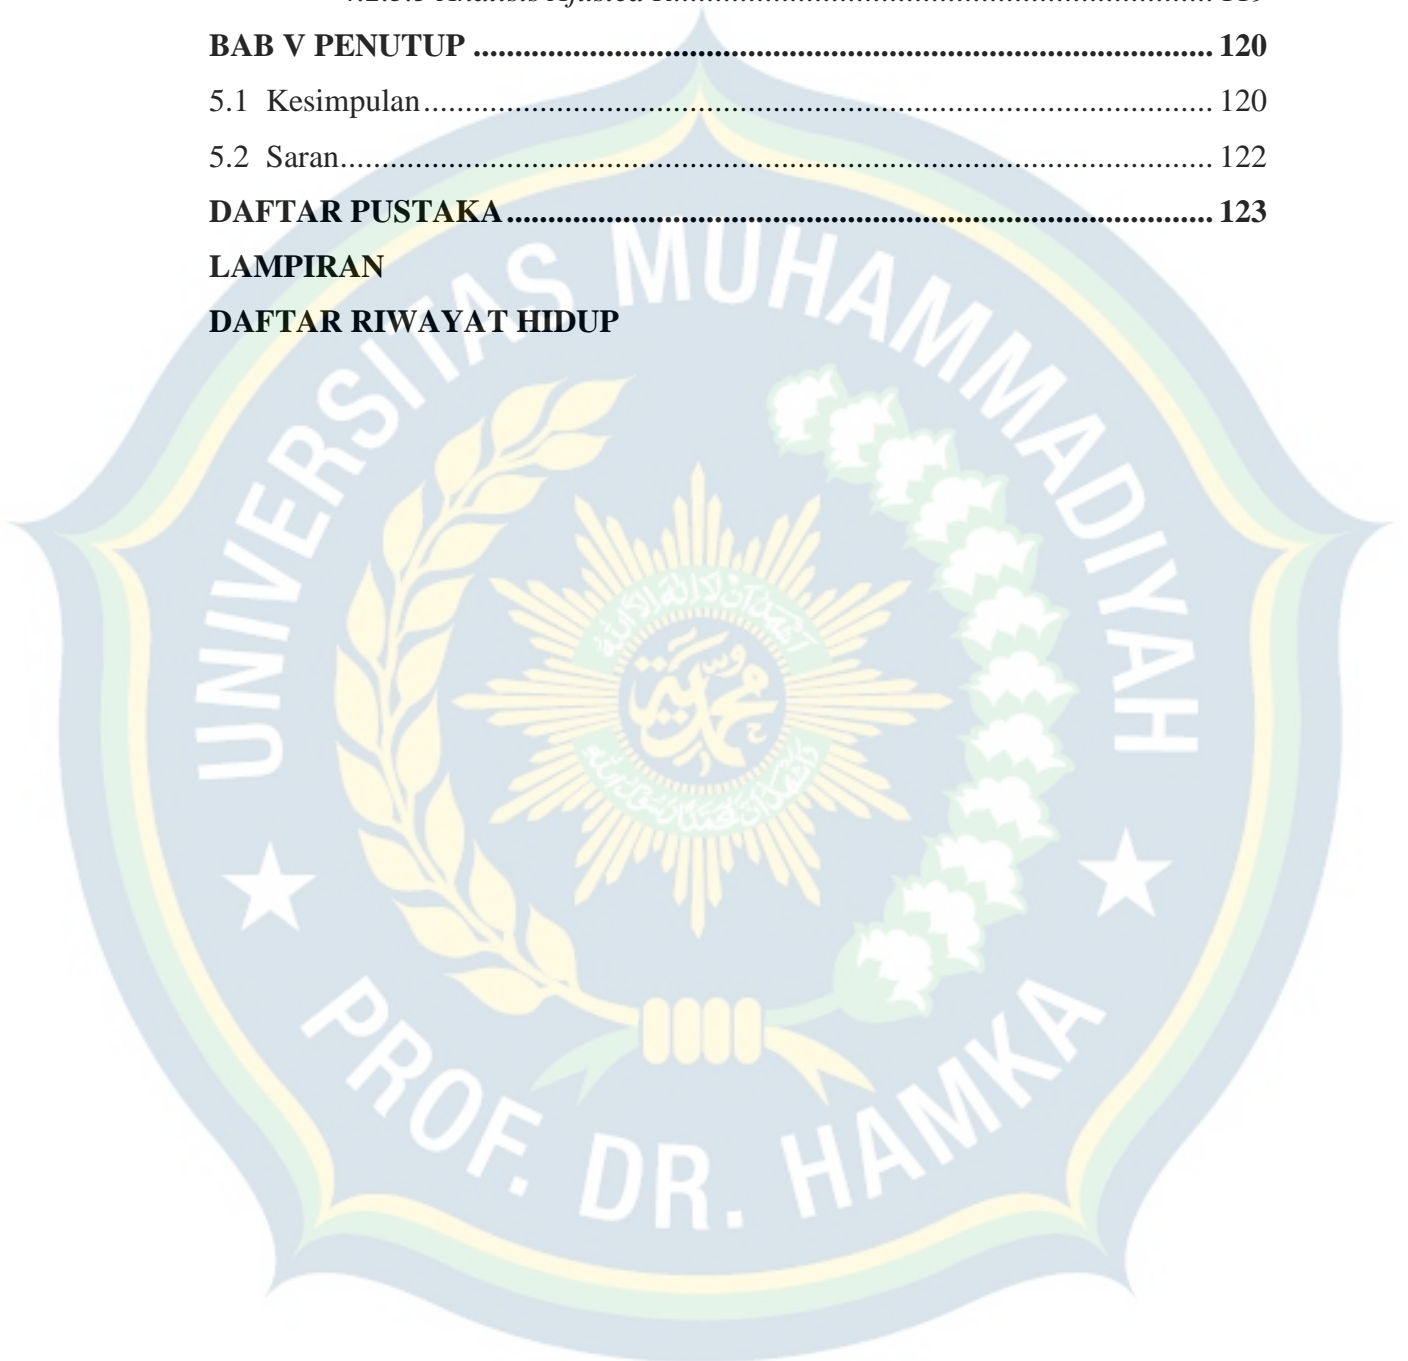 BAB V PENUTUP ........................................................................................... 120
5.1 Kesimpulan................................................................................................ 120
5.2 Saran.......................................................................................................... 122
DAFTAR PUSTAKA....................................................................................... 123
LAMPIRAN
DAFTAR RIWAYAT HIDUP
UNIVERSITAS MUHAMMADIYAH
محمدية
PROF. DR. HAMKA